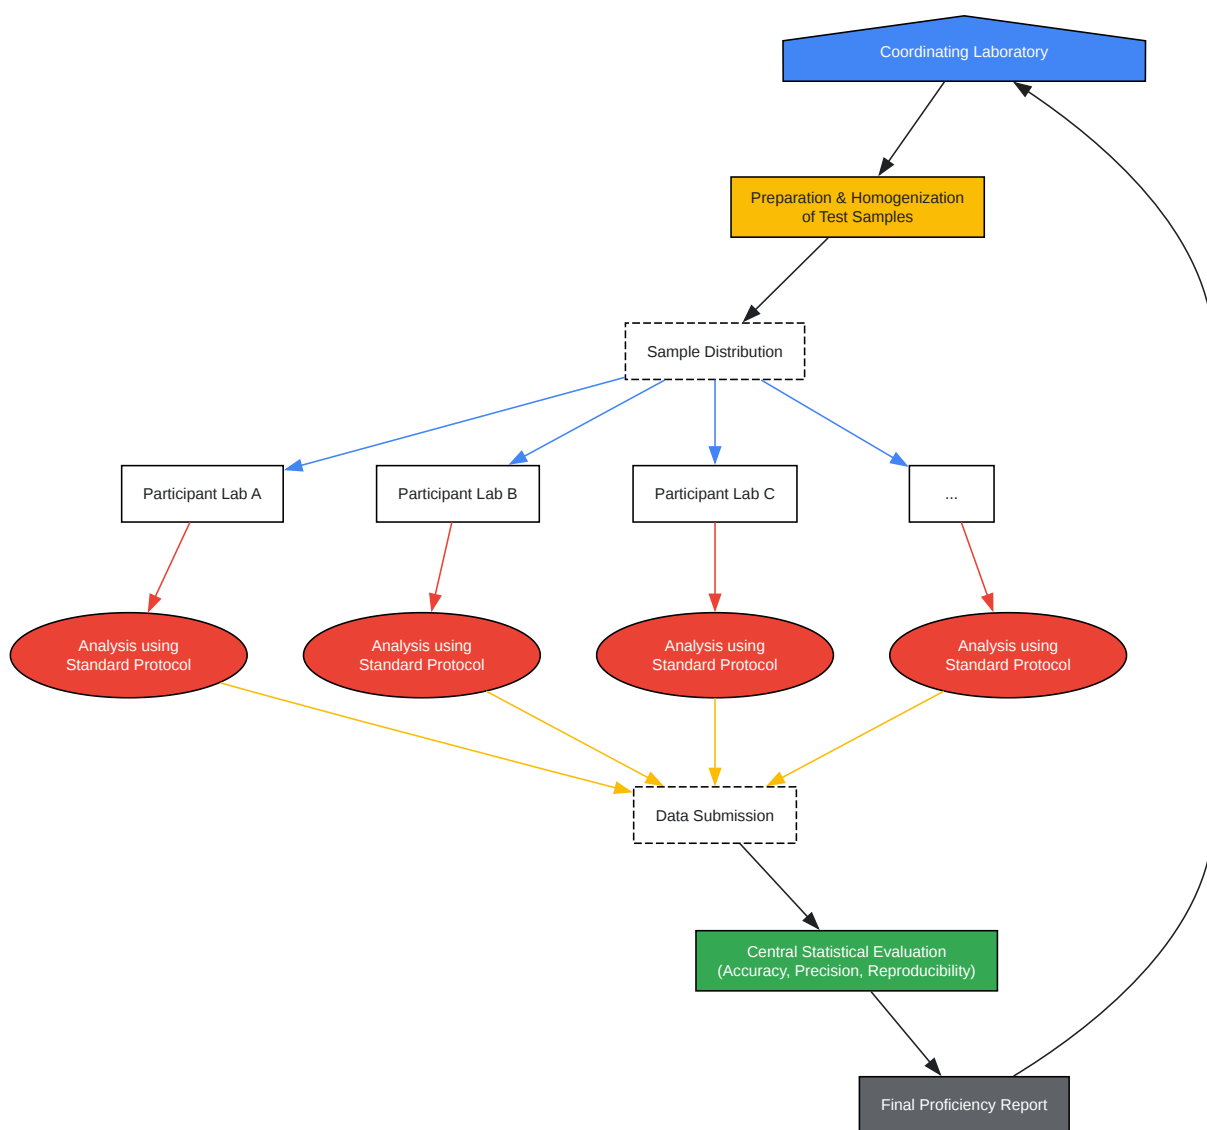 Coordinating Laboratory
Preparation & Homogenization
of Test Samples
Sample Distribution
Participant Lab A
Participant Lab B
Participant Lab C
...
Analysis using
Standard Protocol
Analysis using
Standard Protocol
Analysis using
Standard Protocol
Analysis using
Standard Protocol
Data Submission
Central Statistical Evaluation
(Accuracy, Precision, Reproducibility)
Final Proficiency Report